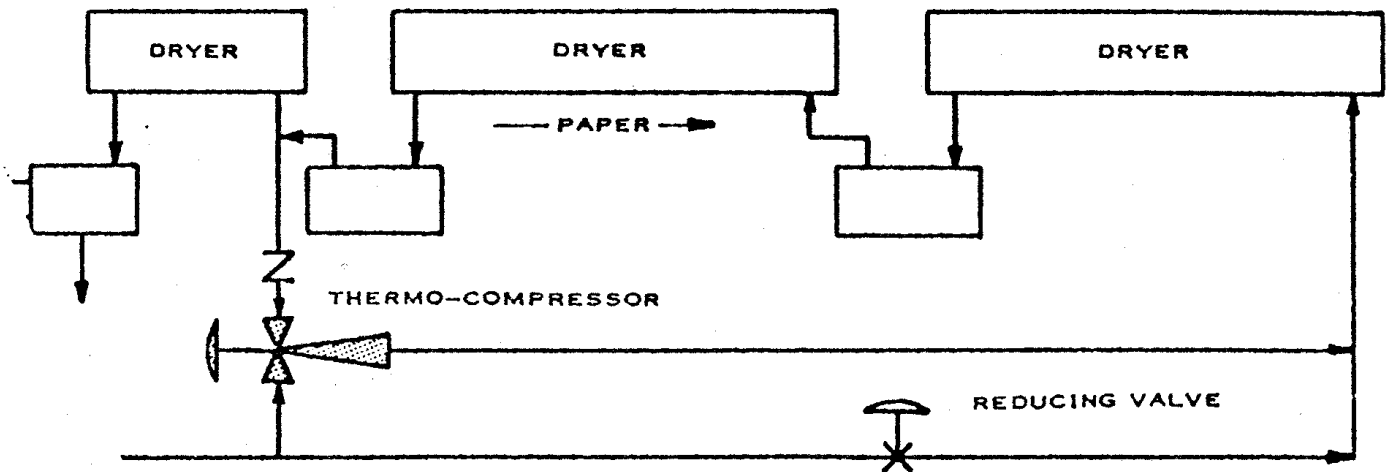 DRYER
DRYER
DRYER
PAPER
THERMO-COMPRESSOR
REDUCING VALVE